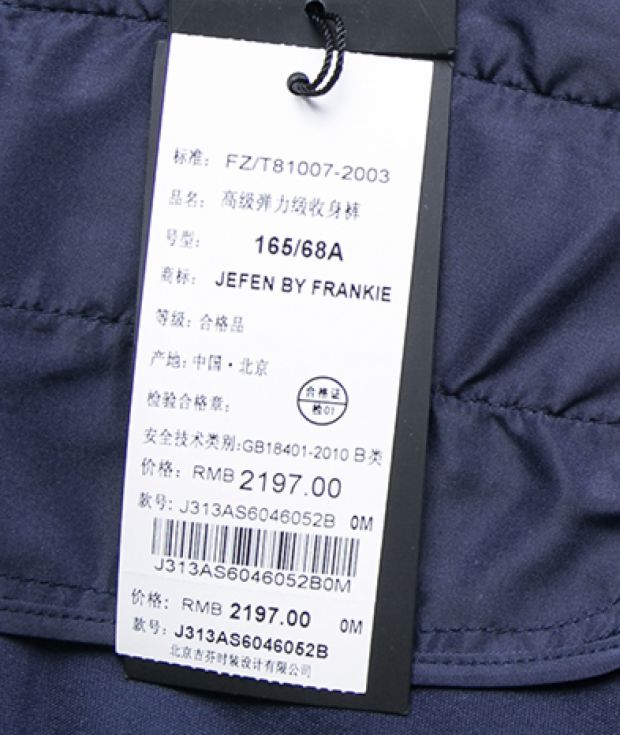 标准: FZ/T81007-2003
品名: 高级弹力缎收身裤
号型: 165/68A
商标: JEFEN BY FRANKIE
等级: 合格品
产地: 中国·北京
检验合格章: 合格证 检01
安全技术类别:GB18401-2010 B类
价格: RMB 2197.00
款号: J313AS6046052B 0M
J313AS6046052B0M
价格: RMB 2197.00 0M
款号: J313AS6046052B
北京吉芬时装设计有限公司